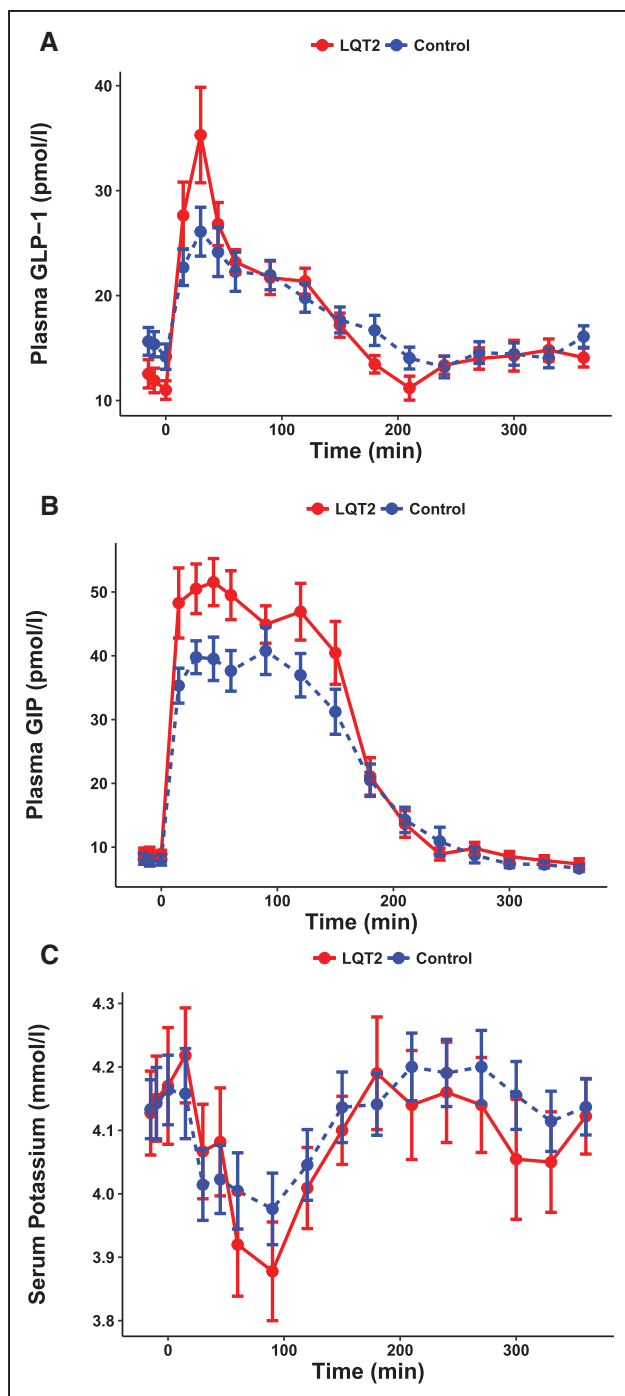 A
LQT2 Control
Plasma GLP−1 (pmol/l)
40
30
20
10
0 100 200 300
Time (min)
B
LQT2 Control
Plasma GIP (pmol/l)
50
40
30
20
10
0 100 200 300
Time (min)
C
LQT2 Control
Serum Potassium (mmol/l)
4.3
4.2
4.1
4.0
3.9
3.8
0 100 200 300
Time (min)